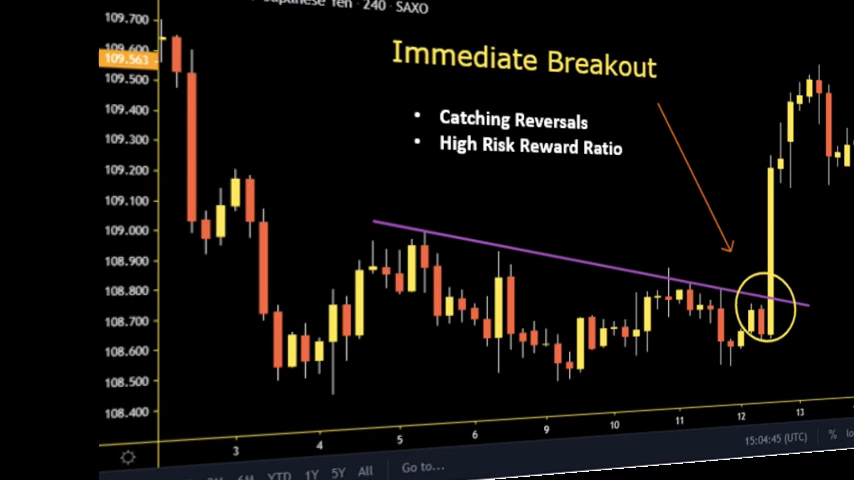 Japanese Yen · 240 · SAXO
109.700
109.600
109.563
109.500
109.400
109.300
109.200
109.100
109.000
108.900
108.800
108.700
108.600
108.500
108.400
Immediate Breakout
• Catching Reversals
• High Risk Reward Ratio
3 4 5 6 9 10 11 12 13
15:04:45 (UTC) %
YTD 1Y 5Y All Go to...